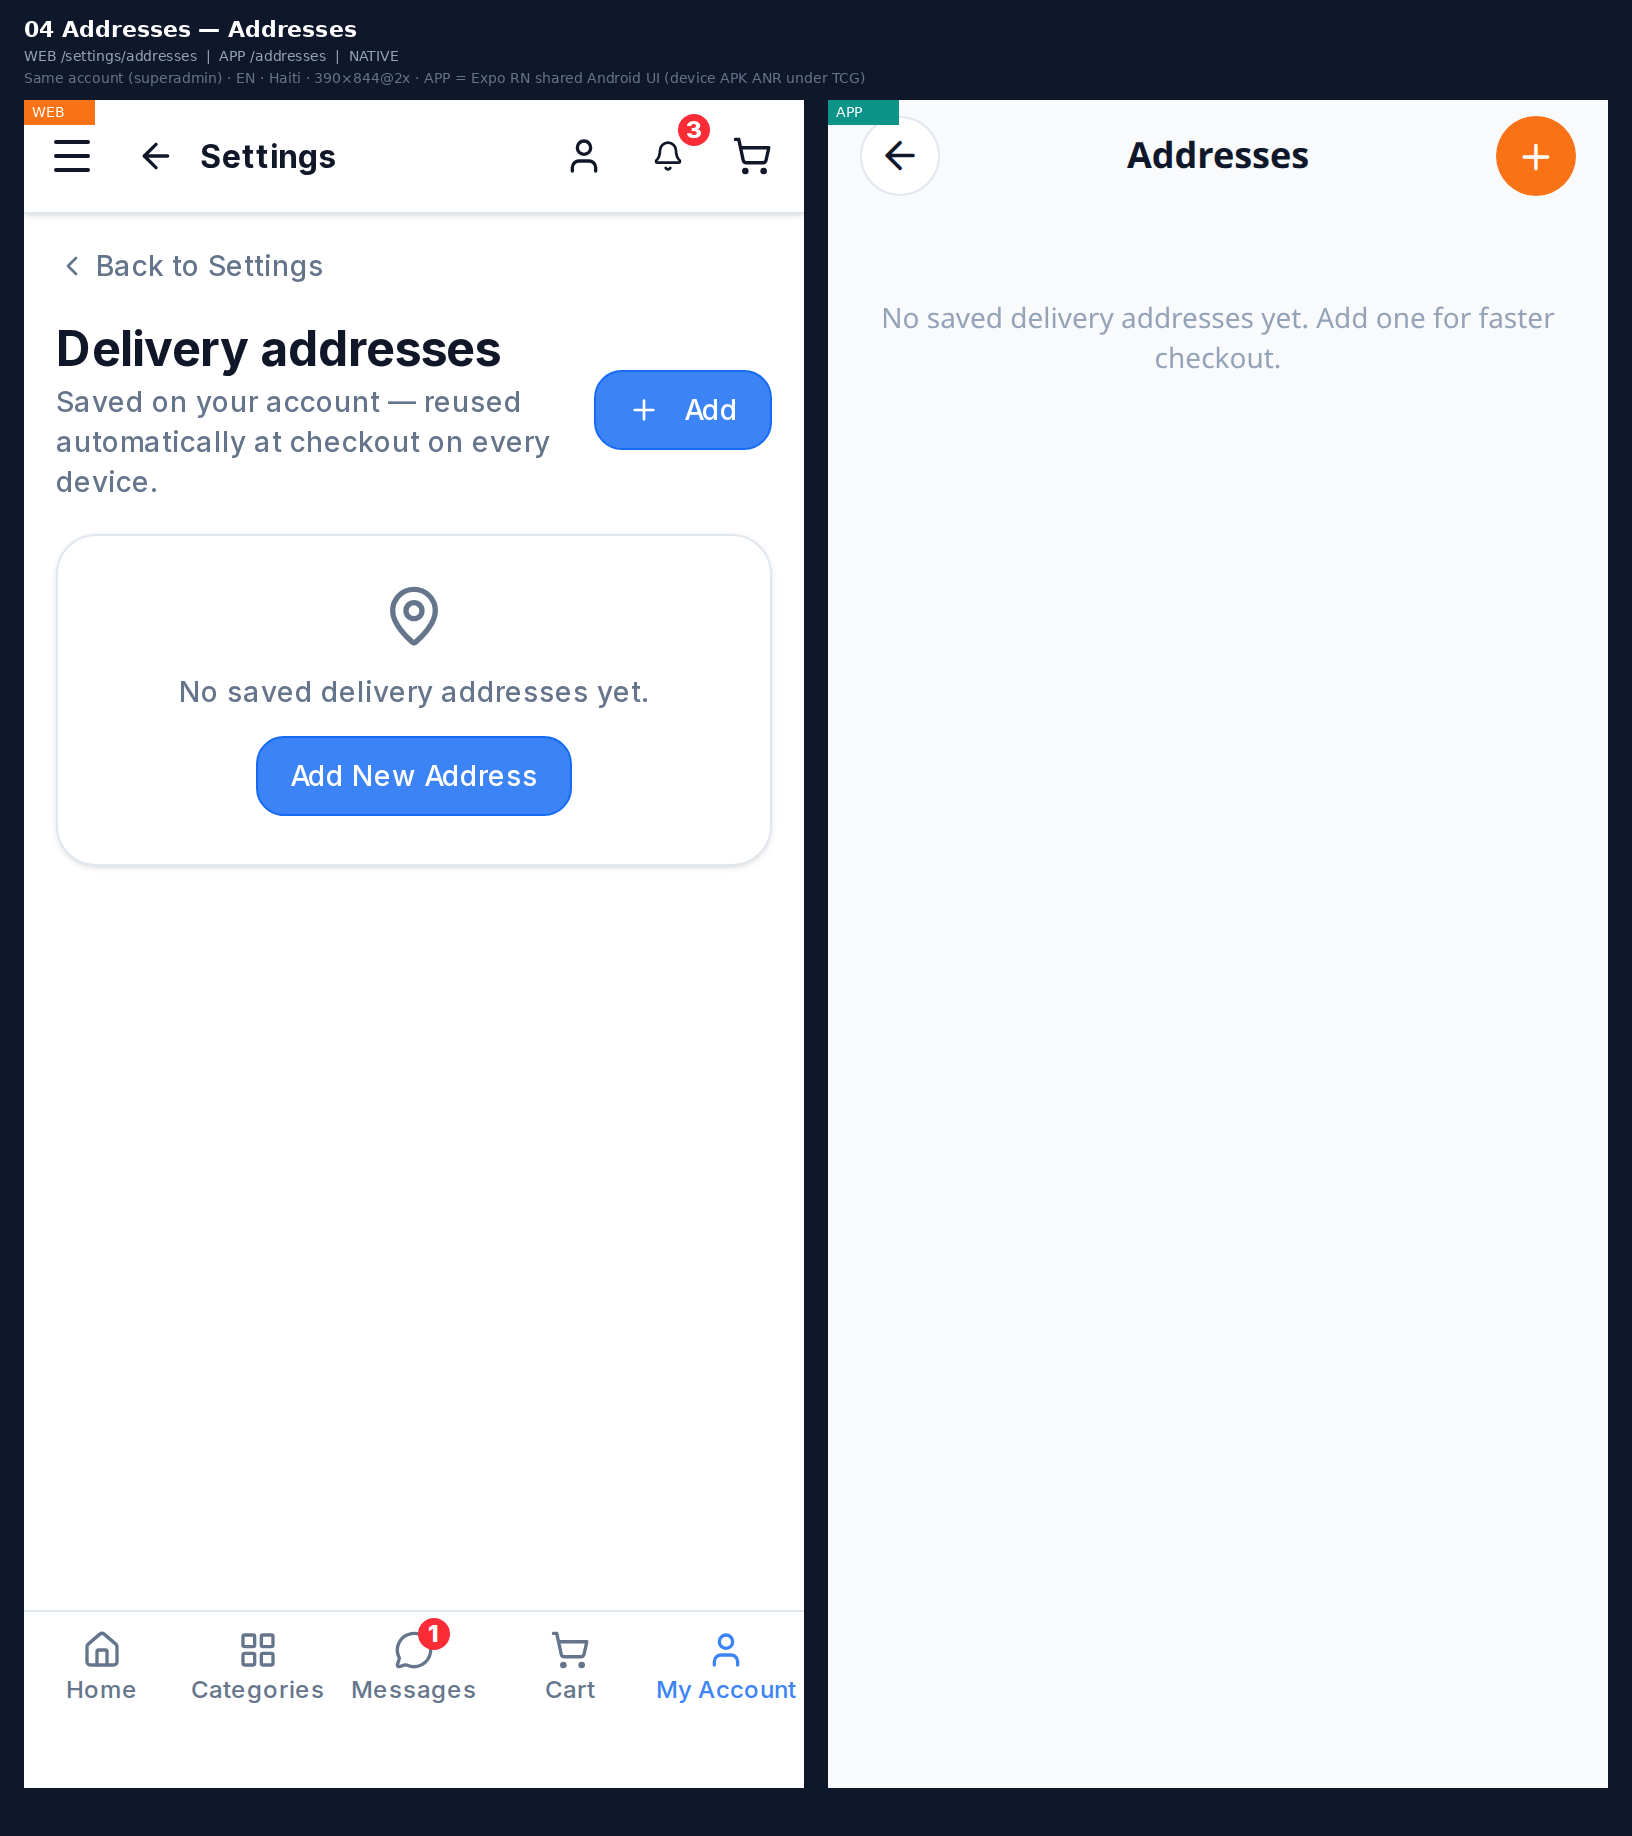 04 Addresses — Addresses
WEB /settings/addresses | APP /addresses | NATIVE
Same account (superadmin) · EN · Haiti · 390×844@2x · APP = Expo RN shared Android UI (device APK ANR under TCG)
WEB
Settings
3
Back to Settings
Delivery addresses
Saved on your account — reused
automatically at checkout on every
device.
Add
No saved delivery addresses yet.
Add New Address
Home
Categories
1
Messages
Cart
My Account
APP
Addresses
No saved delivery addresses yet. Add one for faster
checkout.